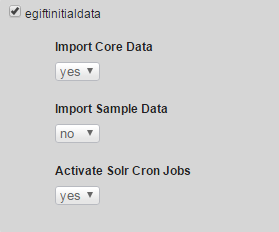 egiftinitialdata
Import Core Data
yes
Import Sample Data
no
Activate Solr Cron Jobs
yes